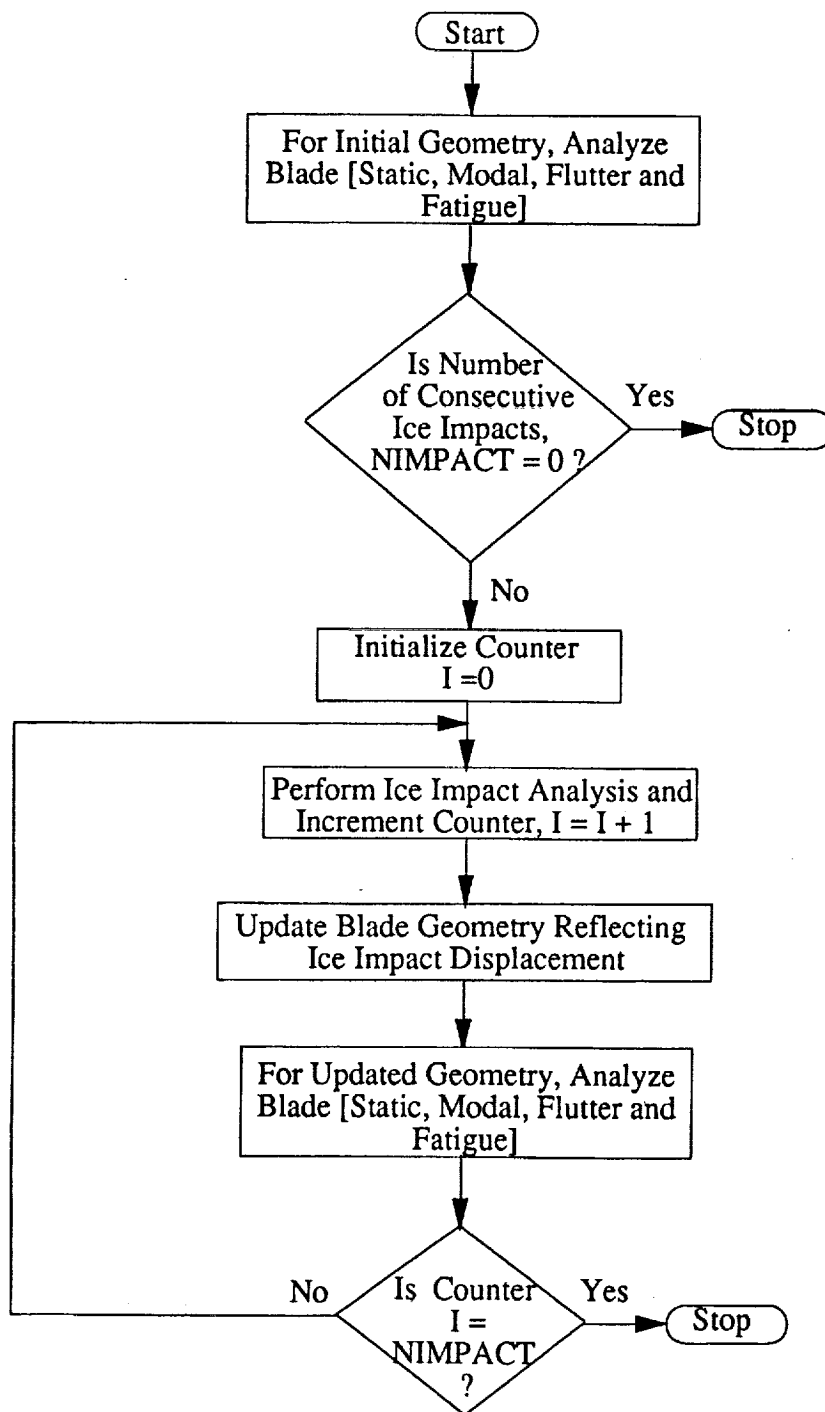 Start
For Initial Geometry, Analyze
Blade [Static, Modal, Flutter and
Fatigue]
Is Number
of Consecutive
Ice Impacts,
NIMPACT = 0 ?
Yes
Stop
No
Initialize Counter
I =0
Perform Ice Impact Analysis and
Increment Counter, I = I + 1
Update Blade Geometry Reflecting
Ice Impact Displacement
For Updated Geometry, Analyze
Blade [Static, Modal, Flutter and
Fatigue]
No
Is Counter
I =
NIMPACT
?
Yes
Stop